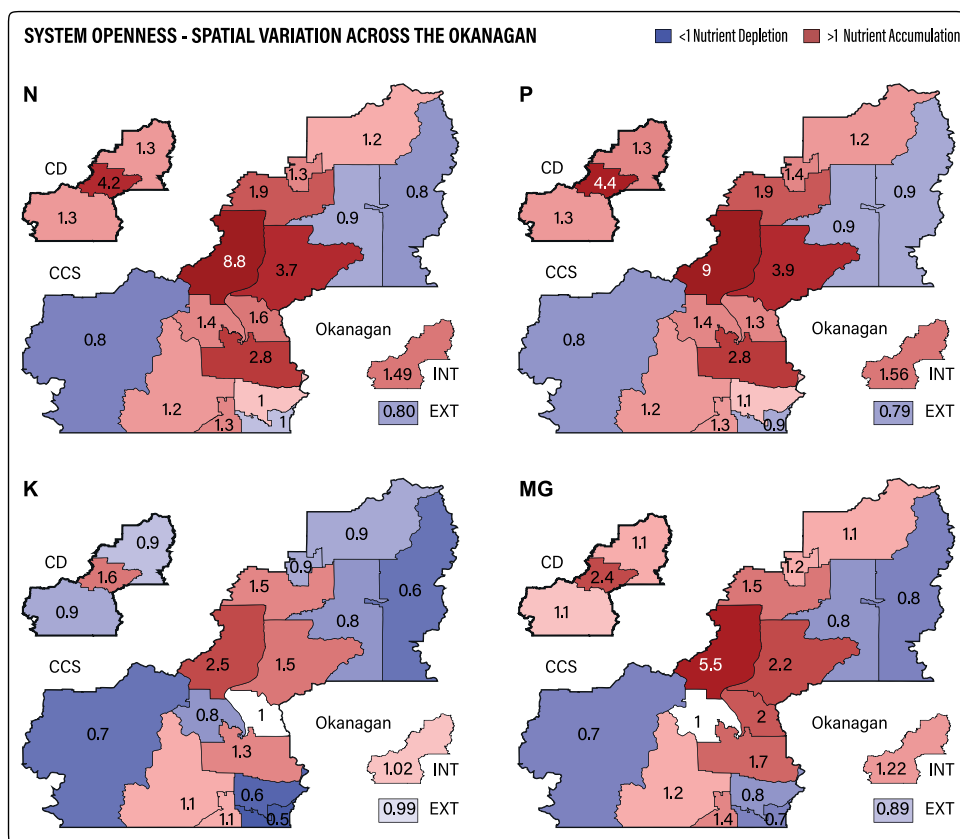 SYSTEM OPENNESS - SPATIAL VARIATION ACROSS THE OKANAGAN
<1 Nutrient Depletion
>1 Nutrient Accumulation
N
CD
1.3
4.2
1.3
CCS
1.2
1.3
1.9
0.9
0.8
8.8
3.7
0.8
1.4
1.6
2.8
1.2
1
1.3
1
Okanagan
1.49
INT
0.80
EXT
P
CD
1.3
4.4
1.3
CCS
1.2
1.4
1.9
0.9
0.9
9
3.9
0.8
1.4
1.3
2.8
1.2
1.1
1.3
0.9
Okanagan
1.56
INT
0.79
EXT
K
CD
0.9
1.6
0.9
CCS
0.9
0.9
1.5
0.6
0.8
2.5
1.5
0.7
0.8
1
1.3
1.1
0.6
1.1
0.5
Okanagan
1.02
INT
0.99
EXT
MG
CD
1.1
2.4
1.1
CCS
1.1
1.2
1.5
0.8
0.8
5.5
2.2
0.7
1
2
1.7
1.2
0.8
1.4
0.7
Okanagan
1.22
INT
0.89
EXT